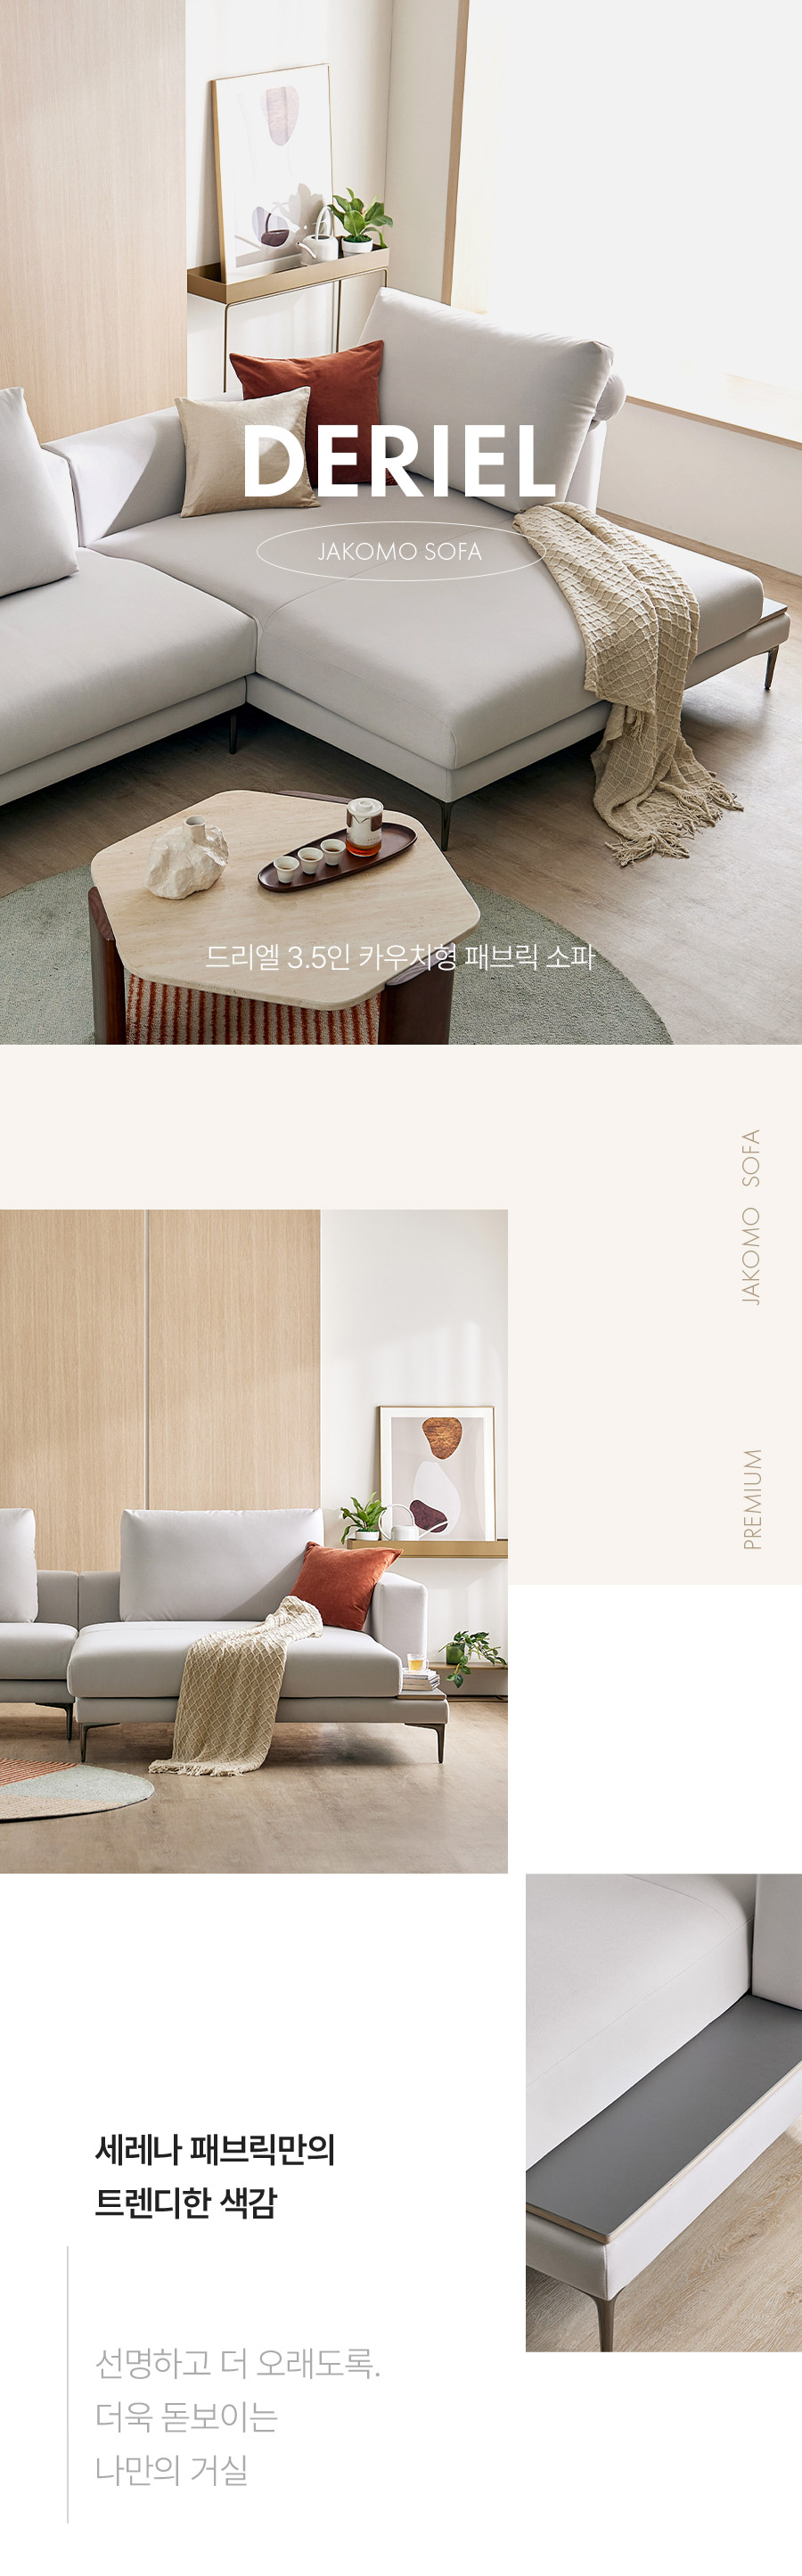 DERIEL
JAKOMO SOFA
드리엘 3.5인 카우치형 패브릭 소파
JAKOMO SOFA
PREMIUM
세레나 패브릭만의
트렌디한 색감
선명하고 더 오래도록.
더욱 돋보이는
나만의 거실